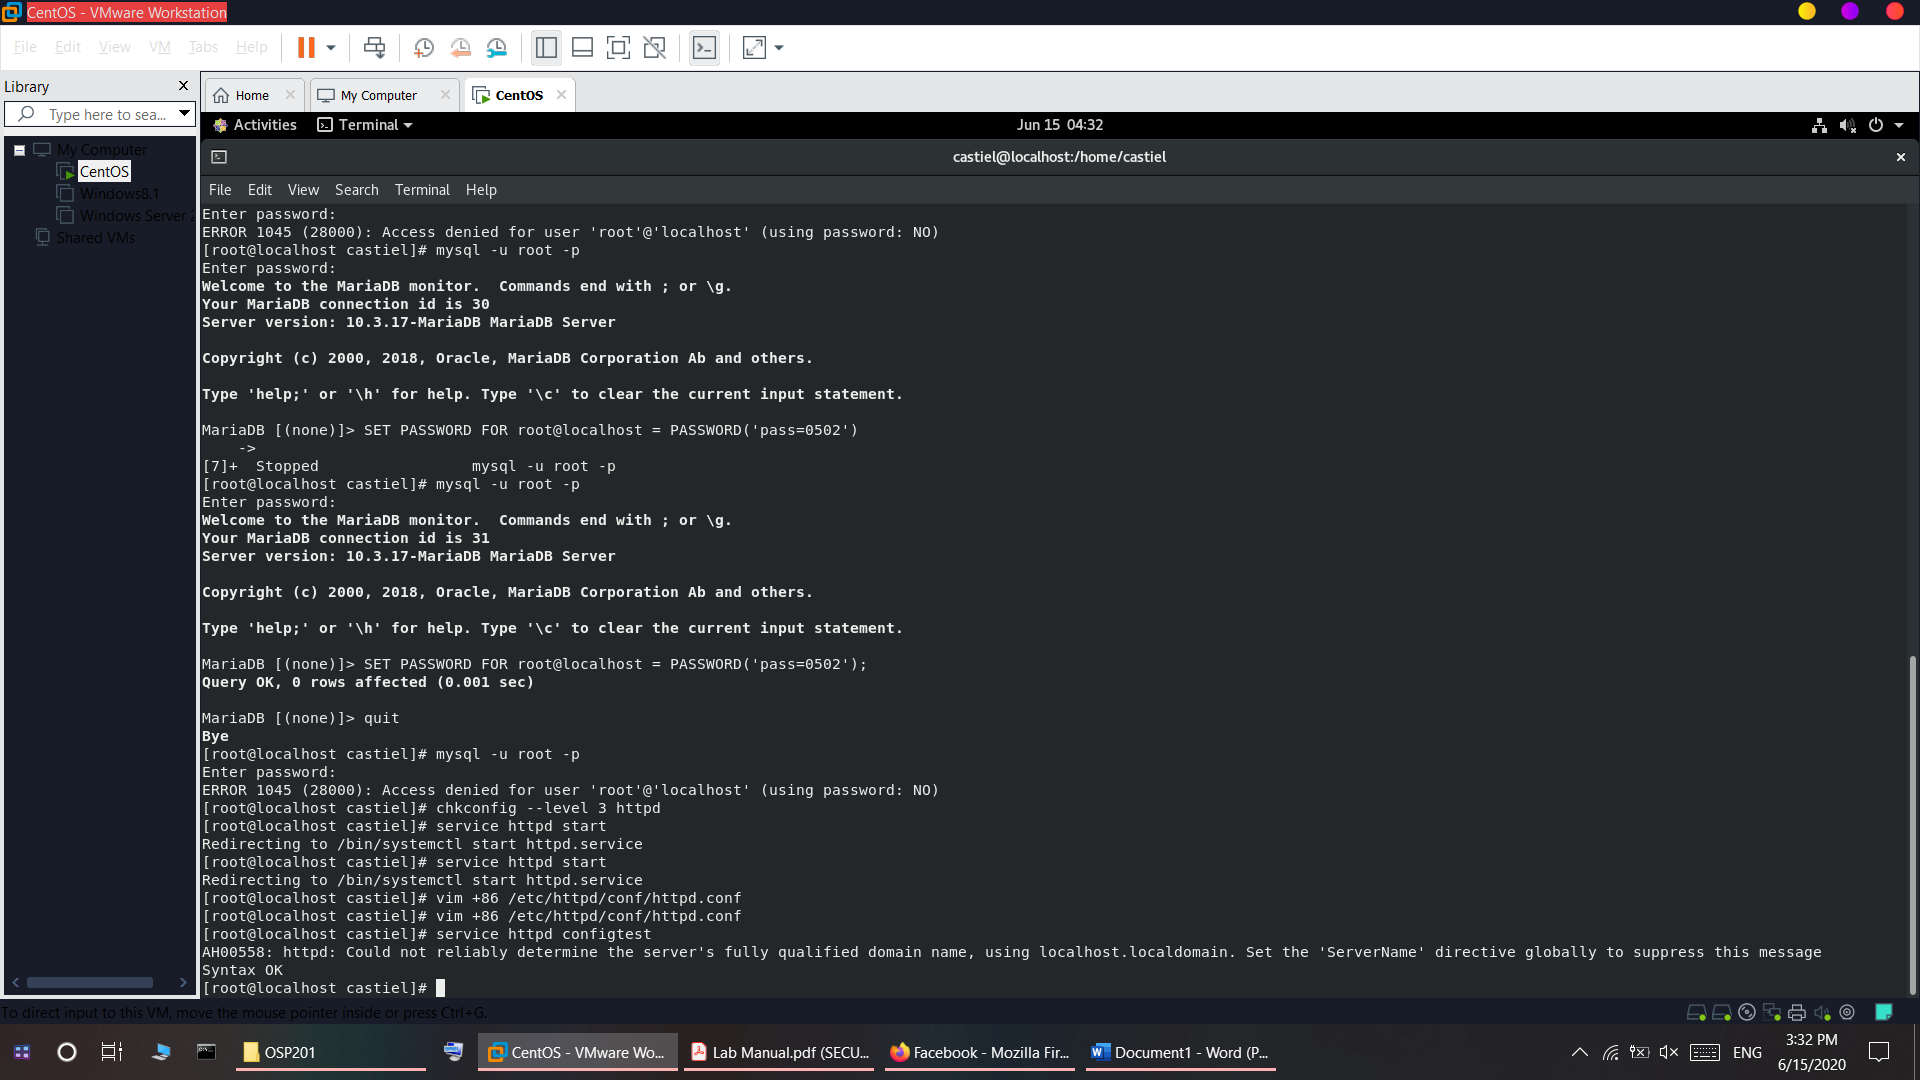 CentOS - VMware Workstation
File Edit View VM Tabs Help
Library
Type here to sea...
My Computer
CentOS
Windows8.1
Windows Server 2
Shared VMs
Home
My Computer
CentOS
Activities
Terminal
Jun 15 04:32
castiel@localhost:/home/castiel
File Edit View Search Terminal Help
Enter password:
ERROR 1045 (28000): Access denied for user 'root'@'localhost' (using password: NO)
[root@localhost castiel]# mysql -u root -p
Enter password:
Welcome to the MariaDB monitor.  Commands end with ; or \g.
Your MariaDB connection id is 30
Server version: 10.3.17-MariaDB MariaDB Server
Copyright (c) 2000, 2018, Oracle, MariaDB Corporation Ab and others.
Type 'help;' or '\h' for help. Type '\c' to clear the current input statement.
MariaDB [(none)]> SET PASSWORD FOR root@localhost = PASSWORD('pass=0502')
    ->
[7]+  Stopped                 mysql -u root -p
[root@localhost castiel]# mysql -u root -p
Enter password:
Welcome to the MariaDB monitor.  Commands end with ; or \g.
Your MariaDB connection id is 31
Server version: 10.3.17-MariaDB MariaDB Server
Copyright (c) 2000, 2018, Oracle, MariaDB Corporation Ab and others.
Type 'help;' or '\h' for help. Type '\c' to clear the current input statement.
MariaDB [(none)]> SET PASSWORD FOR root@localhost = PASSWORD('pass=0502');
Query OK, 0 rows affected (0.001 sec)
MariaDB [(none)]> quit
Bye
[root@localhost castiel]# mysql -u root -p
Enter password:
ERROR 1045 (28000): Access denied for user 'root'@'localhost' (using password: NO)
[root@localhost castiel]# chkconfig --level 3 httpd
[root@localhost castiel]# service httpd start
Redirecting to /bin/systemctl start httpd.service
[root@localhost castiel]# service httpd start
Redirecting to /bin/systemctl start httpd.service
[root@localhost castiel]# vim +86 /etc/httpd/conf/httpd.conf
[root@localhost castiel]# vim +86 /etc/httpd/conf/httpd.conf
[root@localhost castiel]# service httpd configtest
AH00558: httpd: Could not reliably determine the server's fully qualified domain name, using localhost.localdomain. Set the 'ServerName' directive globally to suppress this message
Syntax OK
[root@localhost castiel]#
To direct input to this VM, move the mouse pointer inside or press Ctrl+G.
OSP201
CentOS - VMware Wo...
Lab Manual.pdf (SECU...
Facebook - Mozilla Fir...
Document1 - Word (P...
ENG
3:32 PM
6/15/2020